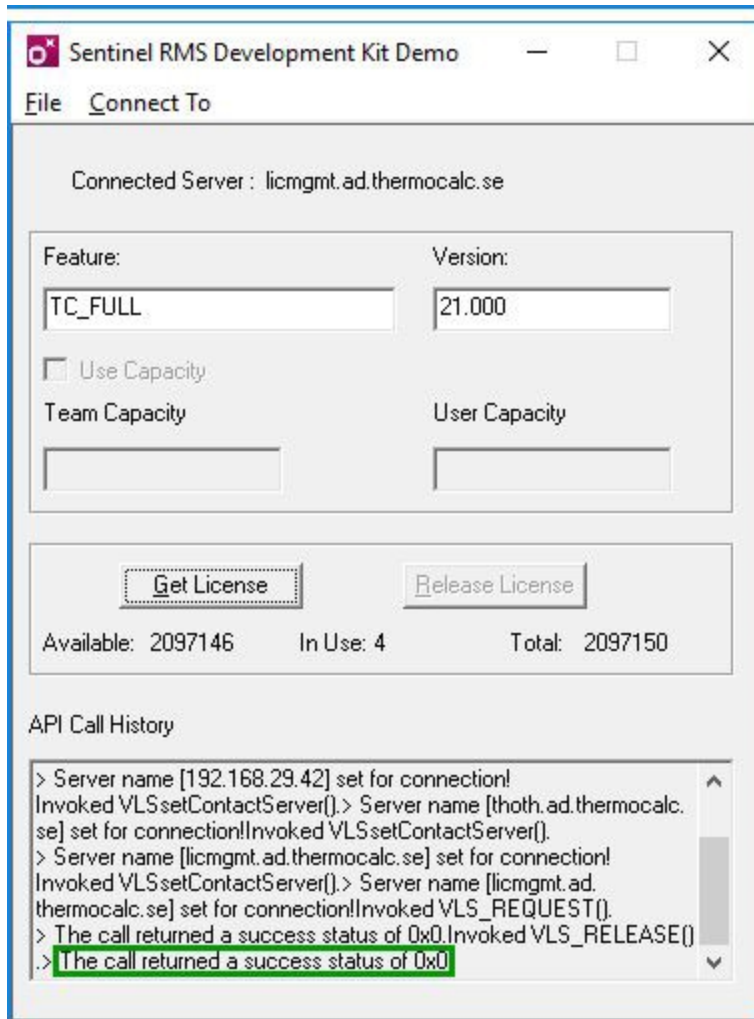 Sentinel RMS Development Kit Demo
File Connect To
Connected Server : licmgmt.ad.thermocalc.se
Feature: Version:
TC_FULL 21.000
Use Capacity
Team Capacity User Capacity
Get License Release License
Available: 2097146 In Use: 4 Total: 2097150
API Call History
> Server name [192.168.29.42] set for connection!
Invoked VLSsetContactServer().> Server name [thoth.ad.thermocalc.
se] set for connection!Invoked VLSsetContactServer().
> Server name [licmgmt.ad.thermocalc.se] set for connection!
Invoked VLSsetContactServer().> Server name [licmgmt.ad.
thermocalc.se] set for connection!Invoked VLS_REQUEST().
> The call returned a success status of 0x0.Invoked VLS_RELEASE()
.> The call returned a success status of 0x0